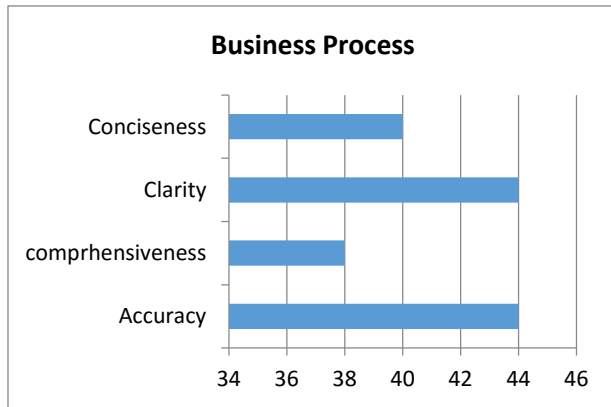 Business Process
Conciseness
Clarity
comprhensiveness
Accuracy
34 36 38 40 42 44 46